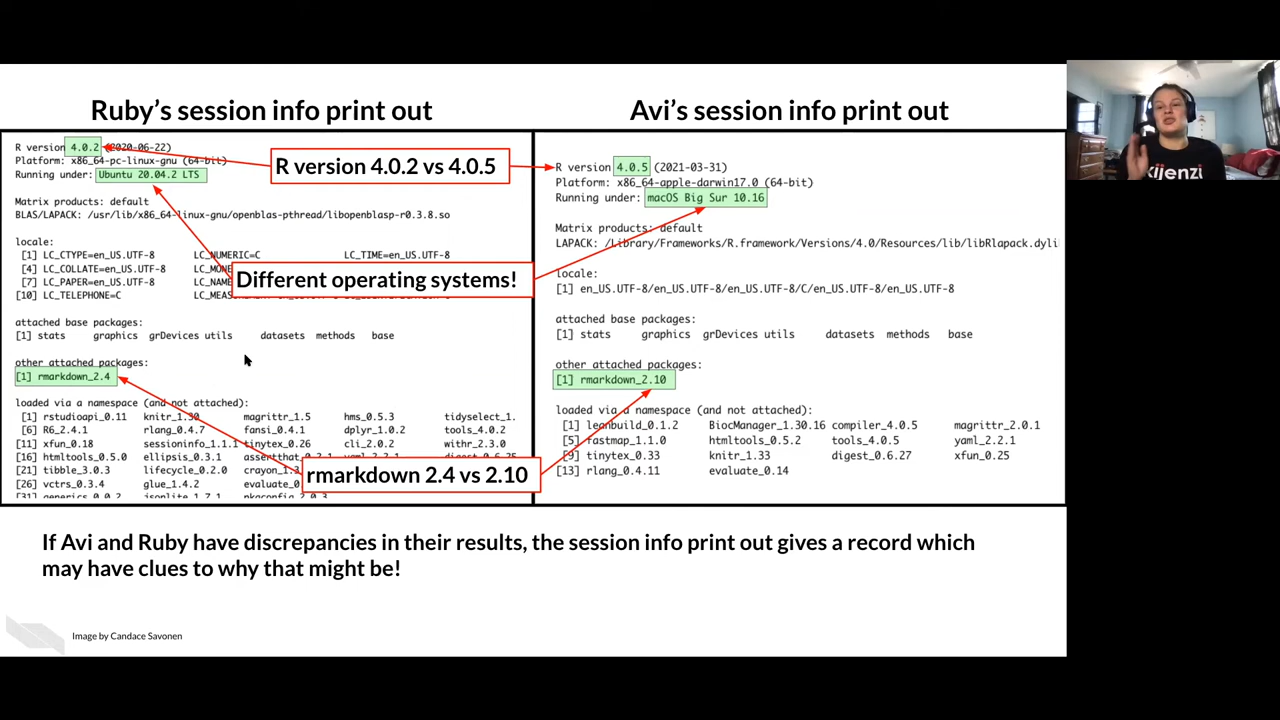 Ruby's session info print out
R version 4.0.2 (2020-06-22)
Platform: x86_64-pc-linux-gnu (64-bit)
Running under: Ubuntu 20.04.2 LTS
Matrix products: default
BLAS/LAPACK: /usr/lib/x86_64-linux-gnu/openblas-pthread/libopenblasp-r0.3.8.so
locale:
[1] LC_CTYPE=en_US.UTF-8 LC_NUMERIC=C LC_TIME=en_US.UTF-8
[4] LC_COLLATE=en_US.UTF-8
[7] LC_PAPER=en_US.UTF-8
[10] LC_TELEPHONE=C
attached base packages:
[1] stats graphics grDevices utils datasets methods base
other attached packages:
[1] rmarkdown_2.4
loaded via a namespace (and not attached):
[1] rstudioapi_0.11 knitr_1.30 magrittr_1.5 hms_0.5.3 tidyselect_1.
[6] R6_2.4.1 rlang_0.4.7 fansi_0.4.1 dplyr_1.0.2 tools_4.0.2
[11] xfun_0.18 sessioninfo_1.1.1 tinytex_0.26 cli_2.0.2 withr_2.3.0
[16] htmltools_0.5.0 ellipsis_0.3.1
[21] tibble_3.0.3 lifecycle_0.2.0
[26] vctrs_0.3.4 glue_1.4.2
R version 4.0.2 vs 4.0.5
Different operating systems!
rmarkdown 2.4 vs 2.10
Avi's session info print out
R version 4.0.5 (2021-03-31)
Platform: x86_64-apple-darwin17.0 (64-bit)
Running under: macOS Big Sur 10.16
Matrix products: default
LAPACK: /Library/Frameworks/R.framework/Versions/4.0/Resources/lib/libRlapack.dyli
locale:
[1] en_US.UTF-8/en_US.UTF-8/en_US.UTF-8/C/en_US.UTF-8/en_US.UTF-8
attached base packages:
[1] stats graphics grDevices utils datasets methods base
other attached packages:
[1] rmarkdown_2.10
loaded via a namespace (and not attached):
[1] leanbuild_0.1.2 BiocManager_1.30.16 compiler_4.0.5 magrittr_2.0.1
[5] fastmap_1.1.0 htmltools_0.5.2 tools_4.0.5 yaml_2.2.1
[9] tinytex_0.33 knitr_1.33 digest_0.6.27 xfun_0.25
[13] rlang_0.4.11 evaluate_0.14
If Avi and Ruby have discrepancies in their results, the session info print out gives a record which
may have clues to why that might be!
Image by Candace Savonen
kijenzi